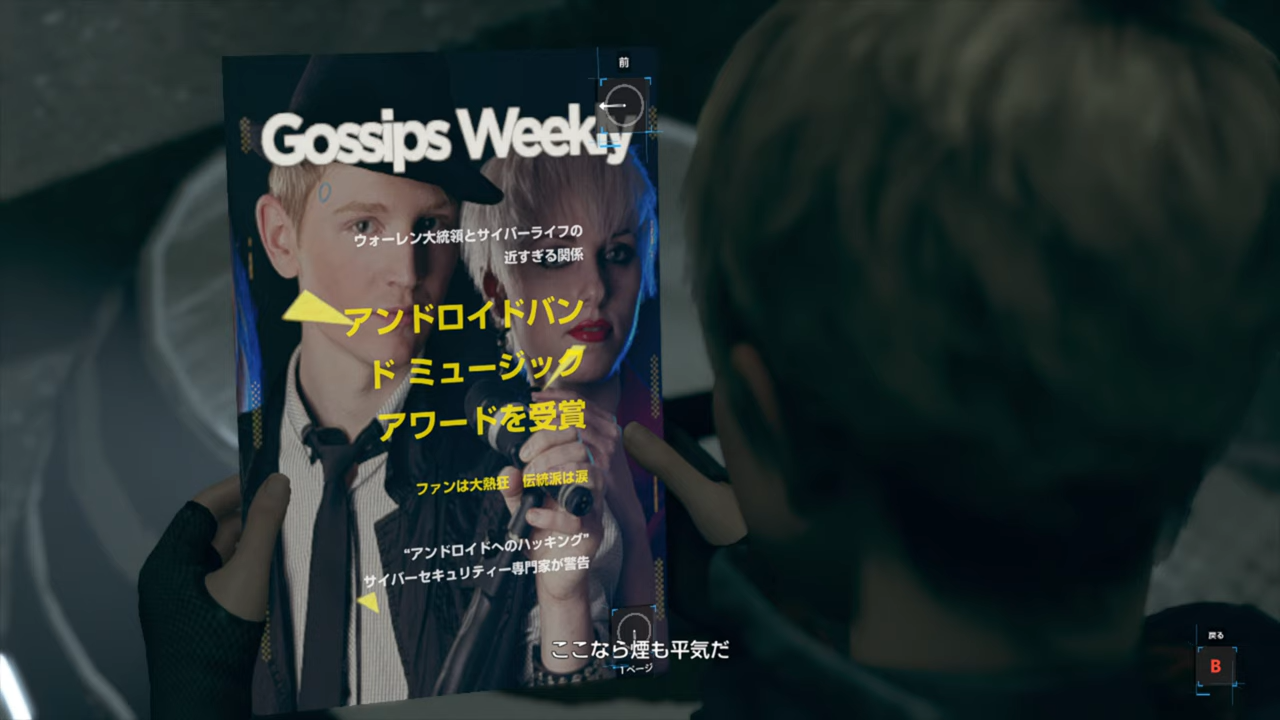 前
Gossips Weekly
ウォーレン大統領とサイバーライフの
近すぎる関係
アンドロイドバン
ド ミュージック
アワードを受賞
ファンは大熱狂　伝統派は涙
“アンドロイドへのハッキング”
サイバーセキュリティー専門家が警告
ここなら煙も平気だ
1ページ
戻る
B